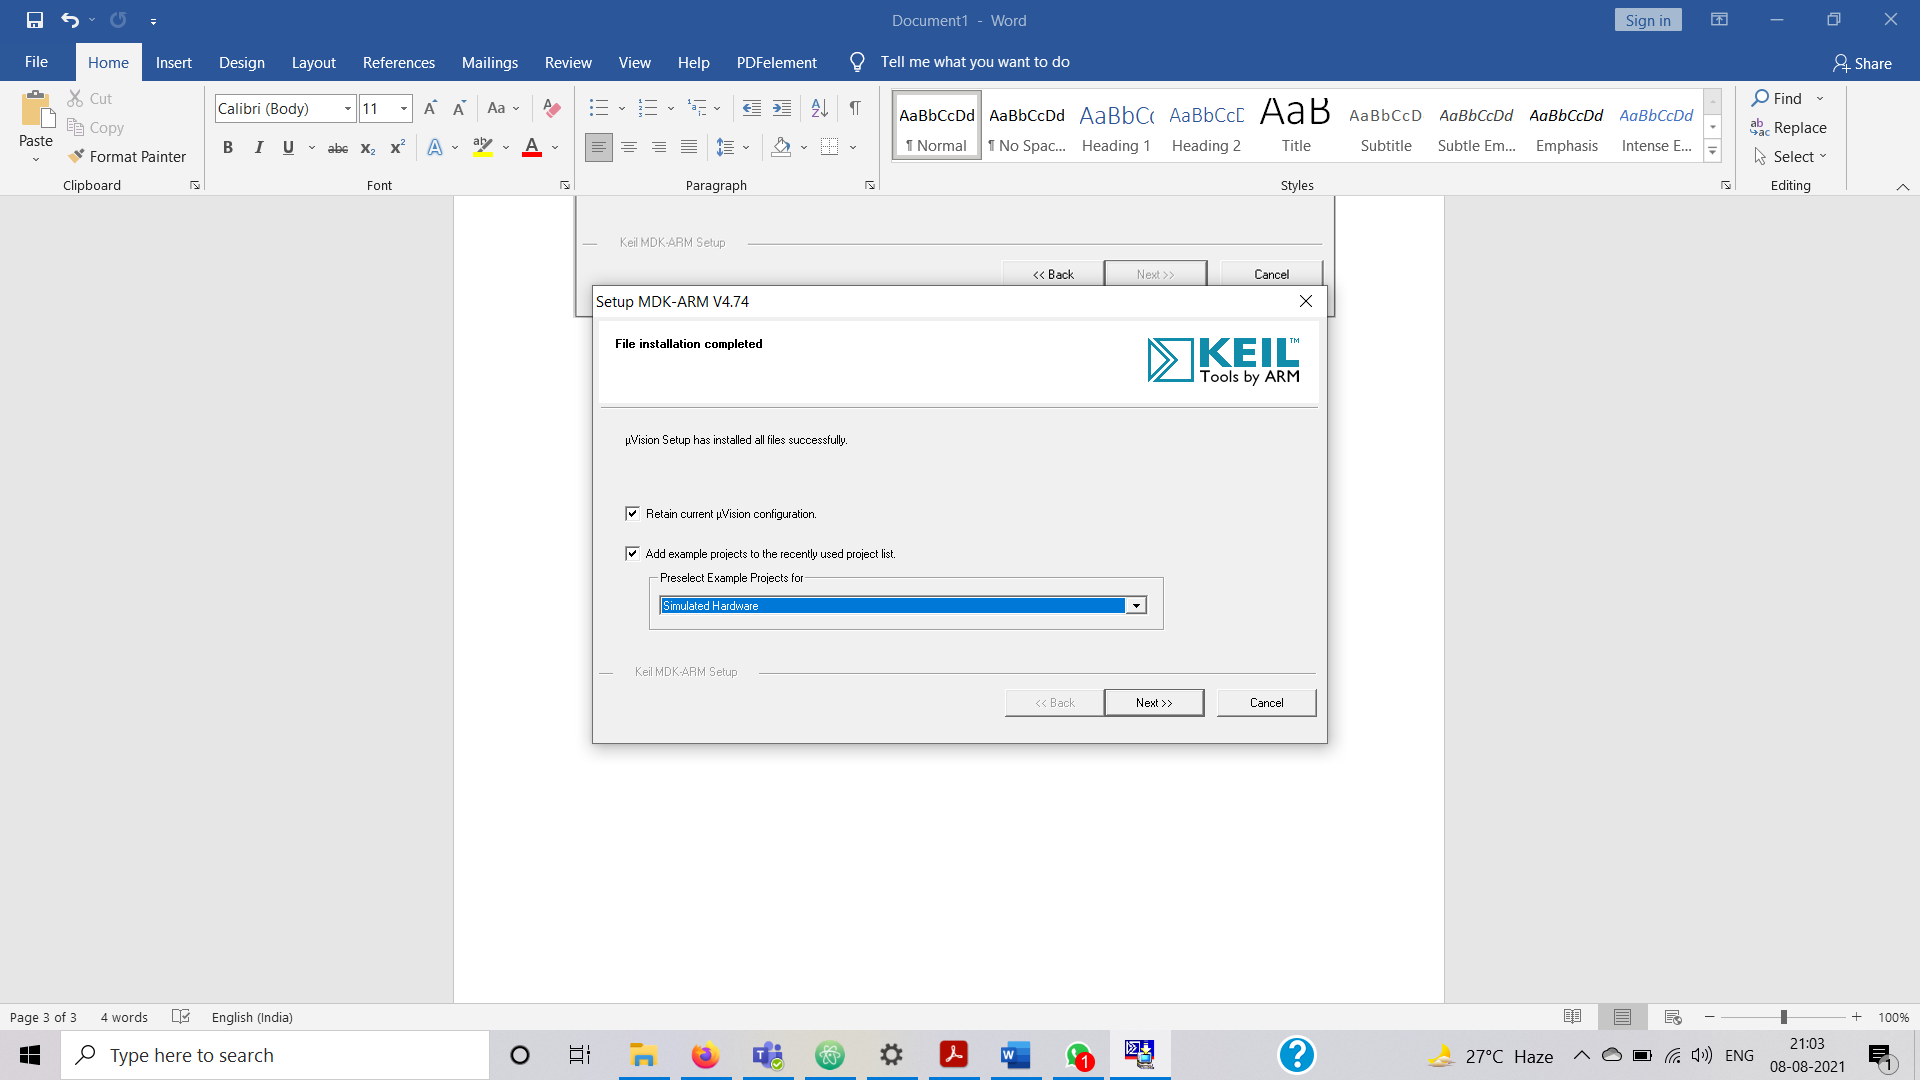 Document1 - Word
Sign in
File Home Insert Design Layout References Mailings Review View Help PDFelement Tell me what you want to do Share
Paste
Cut
Copy
Format Painter
Clipboard
Calibri (Body) 11
Font
Paragraph
AaBbCcDd AaBbCcDd AaBbCc AaBbCcD AaB AaBbCcD AaBbCcDd AaBbCcDd AaBbCcDd
¶ Normal ¶ No Spac... Heading 1 Heading 2 Title Subtitle Subtle Em... Emphasis Intense E...
Styles
Find
Replace
Select
Editing
Keil MDK-ARM Setup
<< Back Next >> Cancel
Setup MDK-ARM V4.74
File installation completed
KEIL™
Tools by ARM
µVision Setup has installed all files successfully.
Retain current µVision configuration.
Add example projects to the recently used project list.
Preselect Example Projects for
Simulated Hardware
Keil MDK-ARM Setup
<< Back Next >> Cancel
Page 3 of 3 4 words English (India) 100%
Type here to search
1
27°C Haze
ENG
21:03
08-08-2021
1